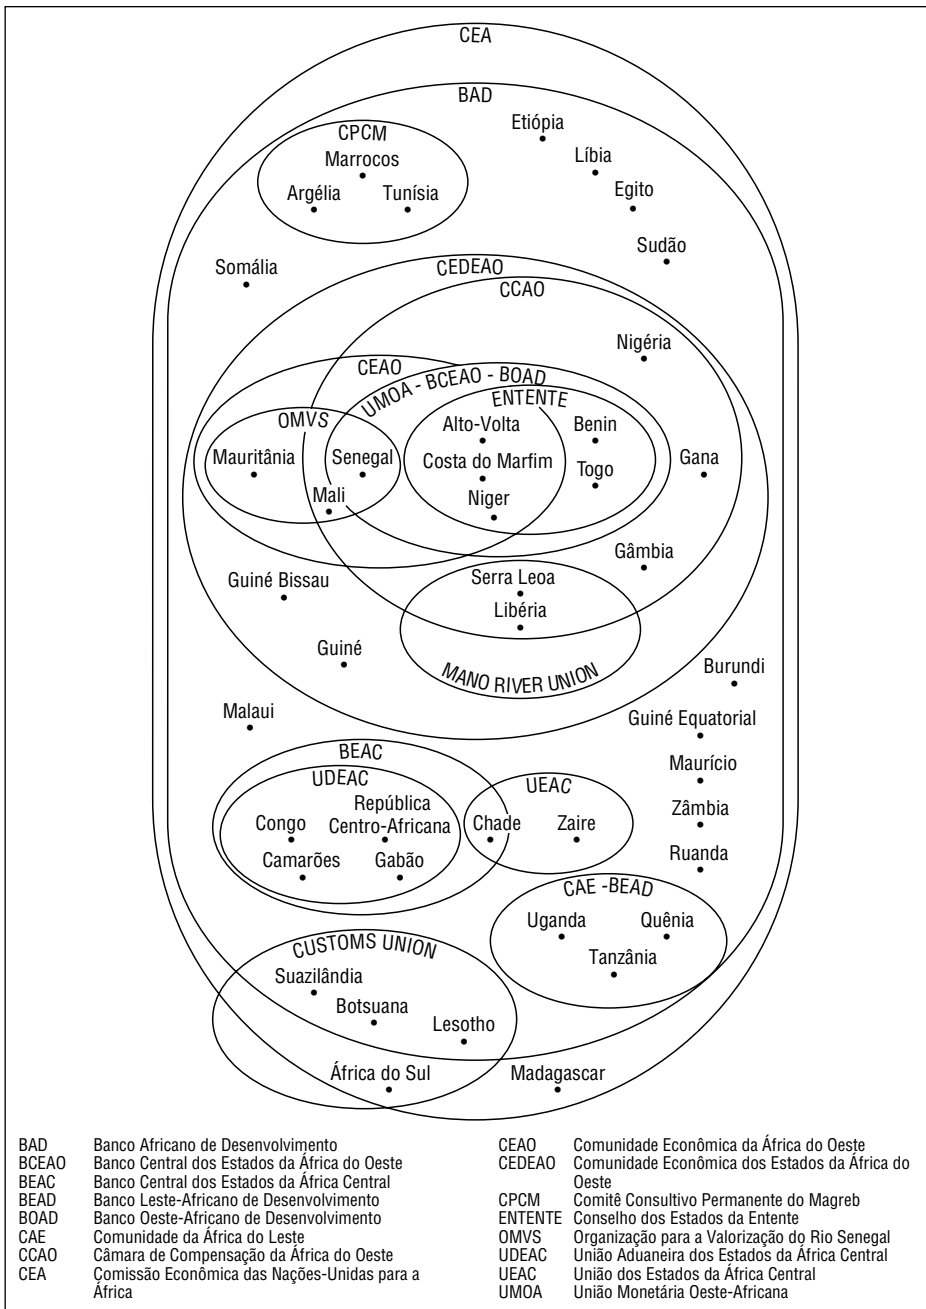 CEA
BAD
Etiópia
CPCM
Marrocos
Líbia
Argélia
Tunísia
Egito
Sudão
Somália
CEDEAO
CCAO
Nigéria
CEAO
UMOA - BCEAO - BOAD
ENTENTE
OMVS
Alto-Volta
Benin
Mauritânia
Senegal
Costa do Marfim
Togo
Gana
Mali
Niger
Gâmbia
Guiné Bissau
Serra Leoa
Libéria
Guiné
MANO RIVER UNION
Burundi
Malaui
Guiné Equatorial
BEAC
Maurício
UDEAC
UEAC
República
Centro-Africana
Congo
Chade
Zaire
Zâmbia
Camarões
Gabão
Ruanda
CAE -BEAD
Uganda
Quênia
CUSTOMS UNION
Tanzânia
Suazilândia
Botsuana
Lesotho
África do Sul
Madagascar
BAD Banco Africano de Desenvolvimento
BCEAO Banco Central dos Estados da África do Oeste
BEAC Banco Central dos Estados da África Central
BEAD Banco Leste-Africano de Desenvolvimento
BOAD Banco Oeste-Africano de Desenvolvimento
CAE Comunidade da África do Leste
CCAO Câmara de Compensação da África do Oeste
CEA Comissão Econômica das Nações-Unidas para a
África
CEAO Comunidade Econômica da África do Oeste
CEDEAO Comunidade Econômica dos Estados da África do
Oeste
CPCM Comitê Consultivo Permanente do Magreb
ENTENTE Conselho dos Estados da Entente
OMVS Organização para a Valorização do Rio Senegal
UDEAC União Aduaneira dos Estados da África Central
UEAC União dos Estados da África Central
UMOA União Monetária Oeste-Africana